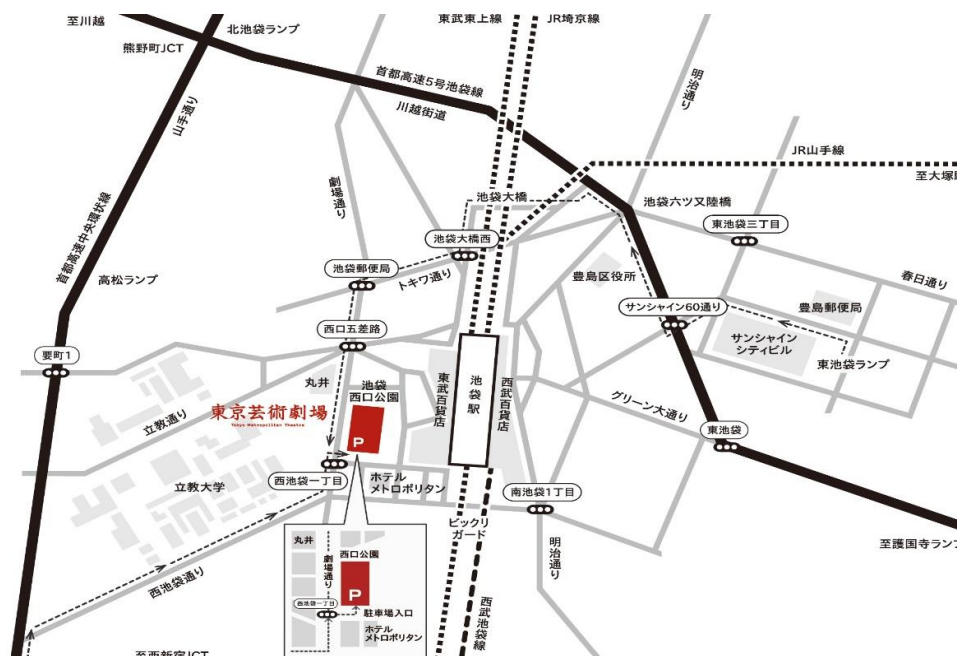 至川越
北池袋ランプ
熊野町JCT
東武東上線
JR埼京線
首都高速5号池袋線
川越街道
明治通り
山手通り
JR山手線
劇場通り
池袋大橋
池袋六ツ又陸橋
東池袋三丁目
池袋大橋西
首都高速中央環状線
高松ランプ
池袋郵便局
トキワ通り
豊島区役所
春日通り
サンシャイン60通り
豊島郵便局
西口五差路
サンシャイン
シティビル
東池袋ランプ
要町1
丸井
池袋
西口公園
東武百貨店
池袋駅
西武百貨店
グリーン大通り
東京芸術劇場
Tokyo Metropolitan Theatre
P
立教通り
東池袋
西池袋一丁目
ホテル
メトロポリタン
立教大学
南池袋1丁目
ビックリ
ガード
明治通り
至護国寺ランプ
西池袋通り
丸井
西口公園
劇場通り
P
西池袋一丁目
駐車場入口
ホテル
メトロポリタン
西武池袋線
至西新宿JCT